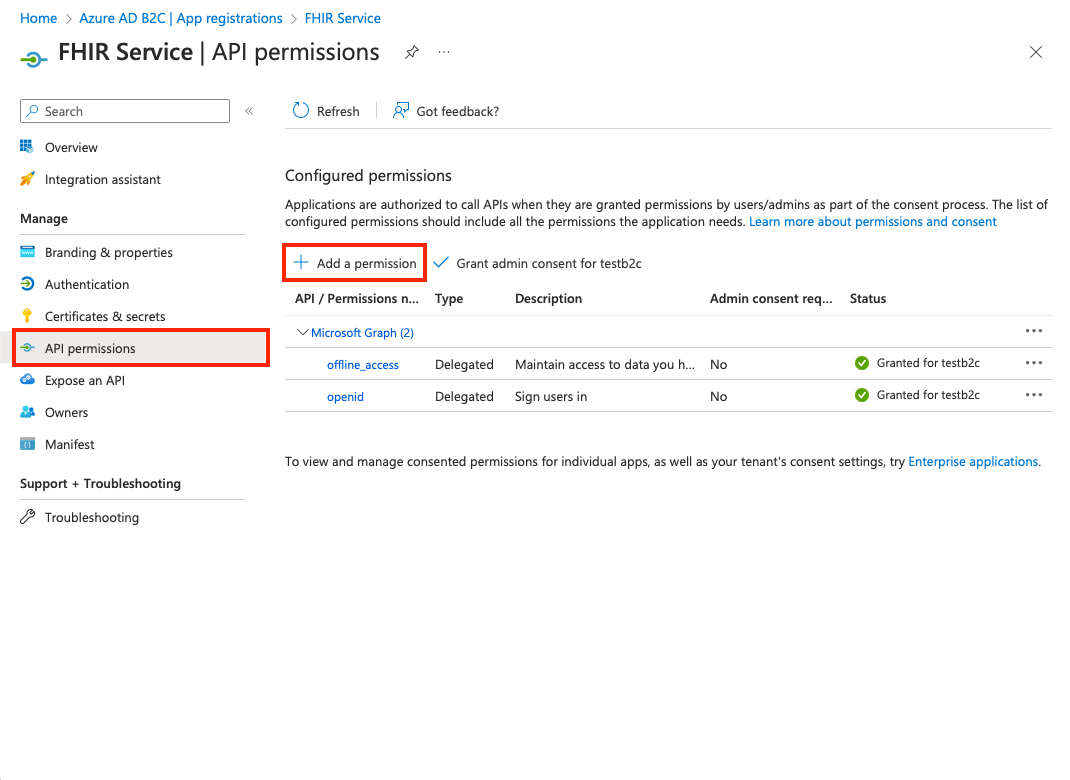 Home > Azure AD B2C | App registrations > FHIR Service
FHIR Service | API permissions ...
Search
Refresh
Got feedback?
Overview
Integration assistant
Manage
Branding & properties
Authentication
Certificates & secrets
API permissions
Expose an API
Owners
Manifest
Support + Troubleshooting
Troubleshooting
Configured permissions
Applications are authorized to call APIs when they are granted permissions by users/admins as part of the consent process. The list of
configured permissions should include all the permissions the application needs. Learn more about permissions and consent
Add a permission Grant admin consent for testb2c
API / Permissions n... Type Description Admin consent req... Status
Microsoft Graph (2)
offline_access Delegated Maintain access to data you h... No Granted for testb2c
openid Delegated Sign users in No Granted for testb2c
To view and manage consented permissions for individual apps, as well as your tenant's consent settings, try Enterprise applications.